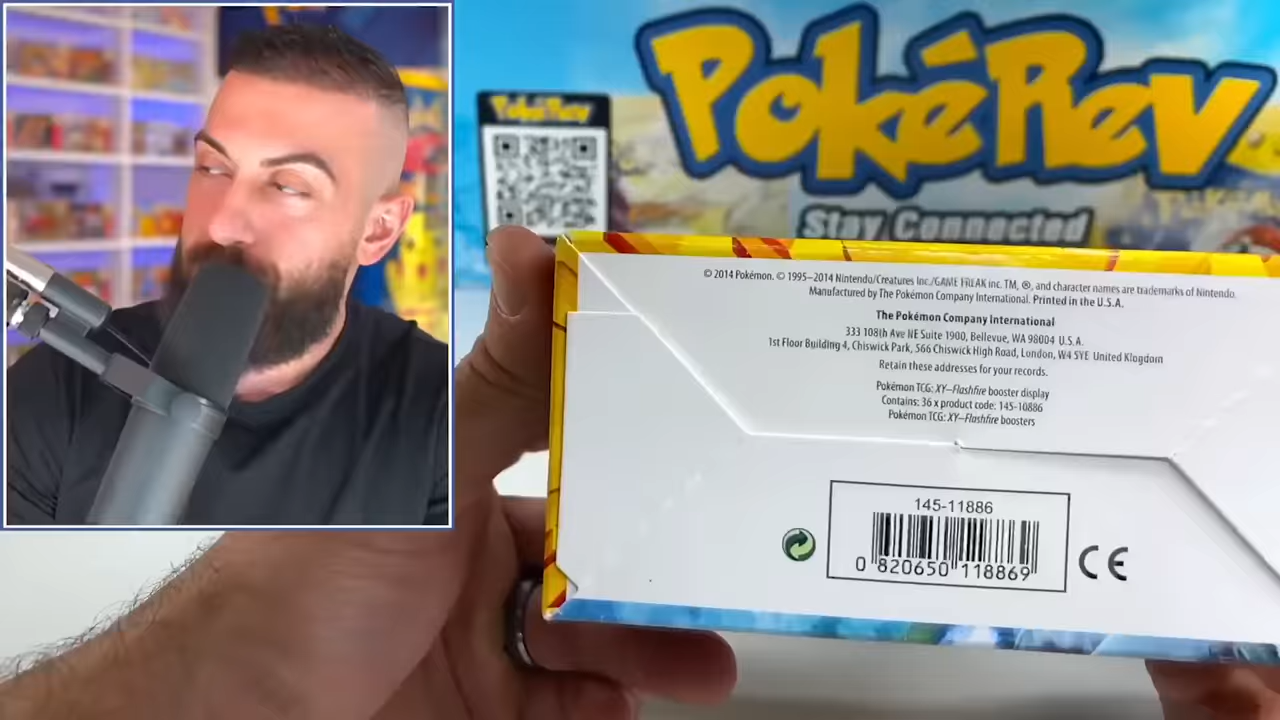 PokéRev
PokéRev
Stay Connected
© 2014 Pokémon. © 1995–2014 Nintendo/Creatures Inc./GAME FREAK inc. TM, ®, and character names are trademarks of Nintendo.
Manufactured by The Pokémon Company International. Printed in the U.S.A.
The Pokémon Company International
333 108th Ave NE Suite 1900, Bellevue, WA 98004 U.S.A.
1st Floor Building 4, Chiswick Park, 566 Chiswick High Road, London, W4 5YE United Kingdom
Retain these addresses for your records.
Pokémon TCG: XY–Flashfire booster display
Contains: 36 x product code: 145-10886
Pokémon TCG: XY–Flashfire boosters
145-11886
0 820650 118869
CE